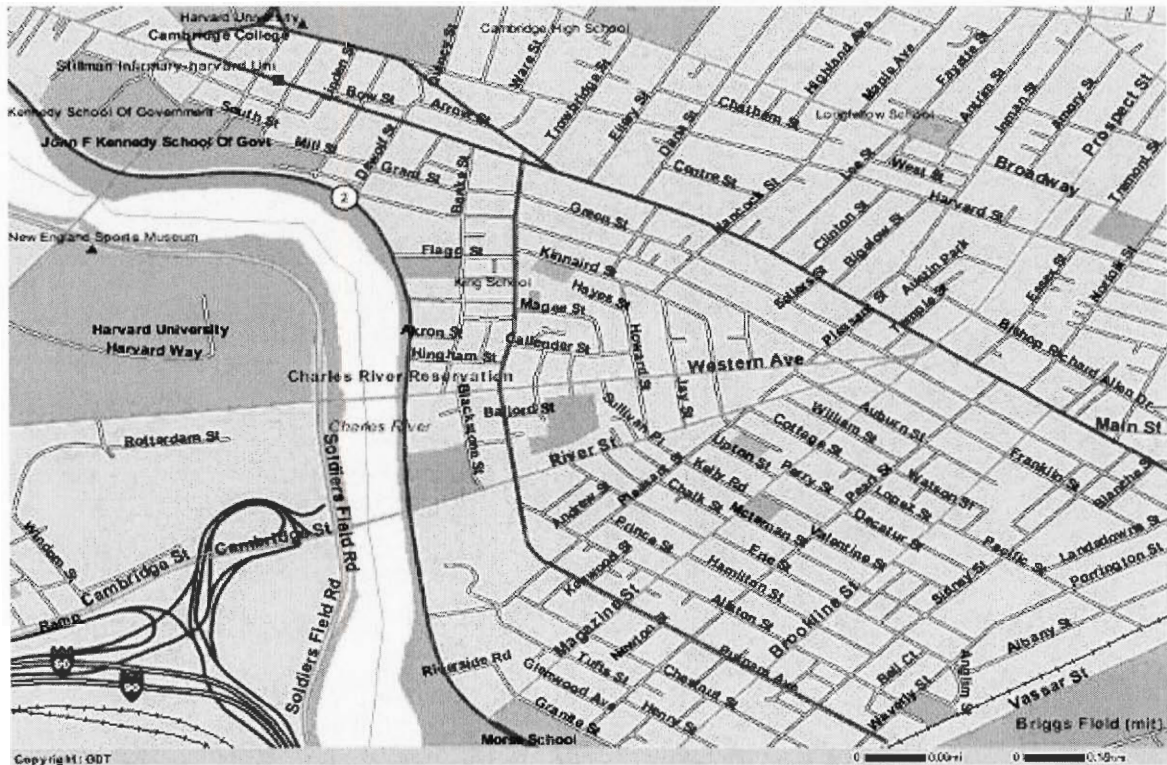 Harvard University
Cambridge College
Stillman Infirmary-harvard Uni
Kennedy School Of Government
John F Kennedy School Of Govt
Cambridge High School
Linden St
Quincy St
Ware St
Trowbridge St
Ellery St
Dana St
Chatham St
Highland Ave
Maple Ave
Fayette St
Antrim St
Inman St
Amory St
Prospect St
Tremont St
Longfellow School
Broadway
South St
Bow St
Arrow St
Mill St
Grant St
Dewolf St
Banks St
Centre St
Hancock St
Lee St
West St
Harvard St
2
Green St
Clinton St
Bigelow St
New England Sports Museum
Flagg St
Kinnaird St
Austin Park
Essex St
Norfolk St
King School
Hayes St
Sellers St
Magee St
Pleasant St
Temple St
Harvard University
Harvard Way
Akron St
Hingham St
Callender St
Howard St
Western Ave
Bishop Richard Allen Dr
Charles River Reservation
Jay St
Blackstone St
Charles River
Sullivan Pl
William St
Auburn St
Main St
Rotterdam St
Soldiers Field Rd
River St
Cottage St
Upton St
Perry St
Pearl St
Lopez St
Watson St
Franklin St
Blanche St
Andrew St
Pleasant St
Kelly Rd
Chalk St
Decatur St
Windom St
Cambridge St
Cambridge St
Prince St
Mcternan St
Valentine St
Pacific St
Landsdowne St
Erie St
Sidney St
Ramp
Soldiers Field Rd
Kenwood St
Hamilton St
Allston St
Brookline St
Magazine St
Albany St
Riverside Rd
Tufts St
Putnam Ave
Bell Ct
Vassar St
Glenwood Ave
Chestnut St
Waverly St
Granite St
Henry St
Briggs Field (mit)
Morse School
Copyright: GDT